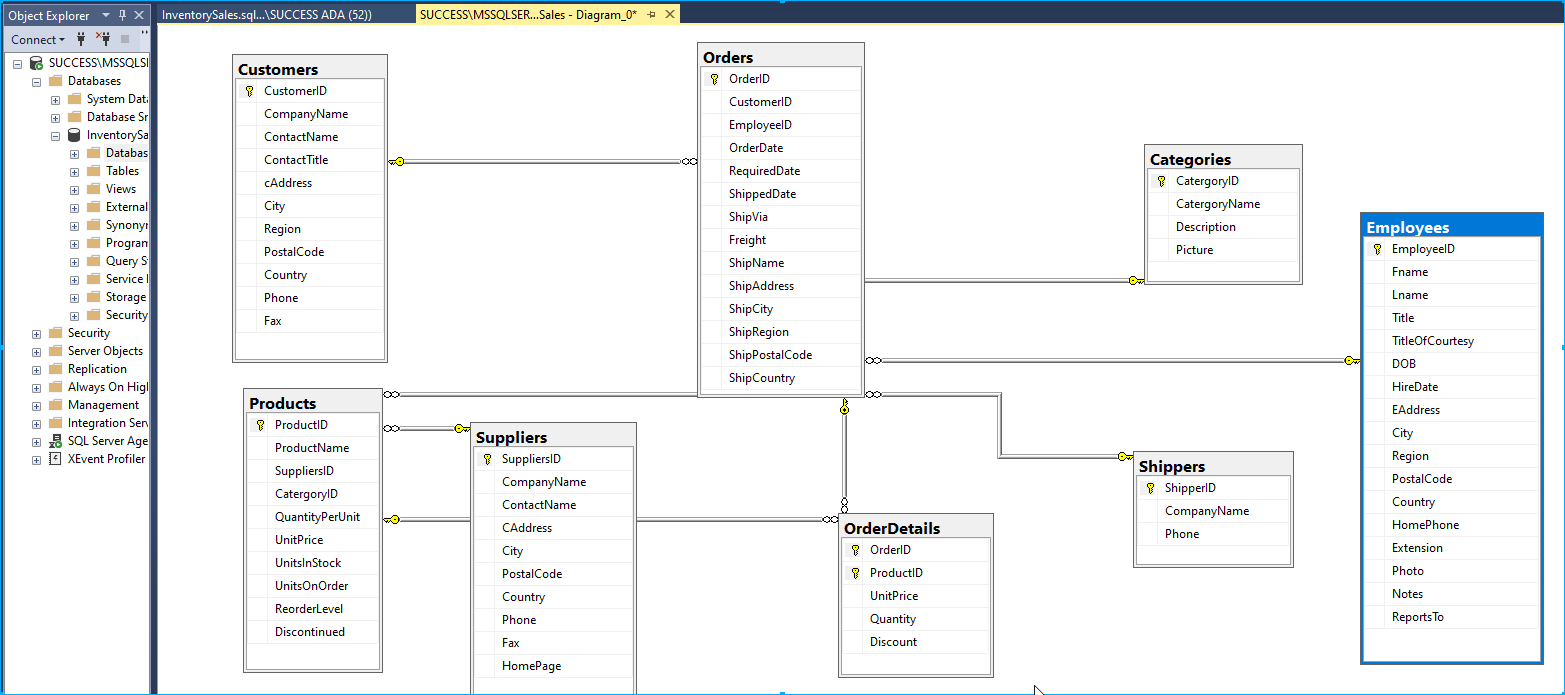 Object Explorer
InventorySales.sql...\SUCCESS ADA (52))
SUCCESS\MSSQLSER...Sales - Diagram_0*
Connect
SUCCESS\MSSQLSI
Databases
System Data
Database Sn
InventorySa
Databas
Tables
Views
External
Synonyn
Program
Query S
Service
Storage
Security
Security
Server Objects
Replication
Always On High
Management
Integration Serv
SQL Server Age
XEvent Profiler
Customers
CustomerID
CompanyName
ContactName
ContactTitle
cAddress
City
Region
PostalCode
Country
Phone
Fax
Orders
OrderID
CustomerID
EmployeeID
OrderDate
RequiredDate
ShippedDate
ShipVia
Freight
ShipName
ShipAddress
ShipCity
ShipRegion
ShipPostalCode
ShipCountry
Categories
CatergoryID
CatergoryName
Description
Picture
Employees
EmployeeID
Fname
Lname
Title
TitleOfCourtesy
DOB
HireDate
EAddress
City
Region
PostalCode
Country
HomePhone
Extension
Photo
Notes
ReportsTo
Products
ProductID
ProductName
SuppliersID
CatergoryID
QuantityPerUnit
UnitPrice
UnitsInStock
UnitsOnOrder
ReorderLevel
Discontinued
Suppliers
SuppliersID
CompanyName
ContactName
CAddress
City
PostalCode
Country
Phone
Fax
HomePage
OrderDetails
OrderID
ProductID
UnitPrice
Quantity
Discount
Shippers
ShipperID
CompanyName
Phone